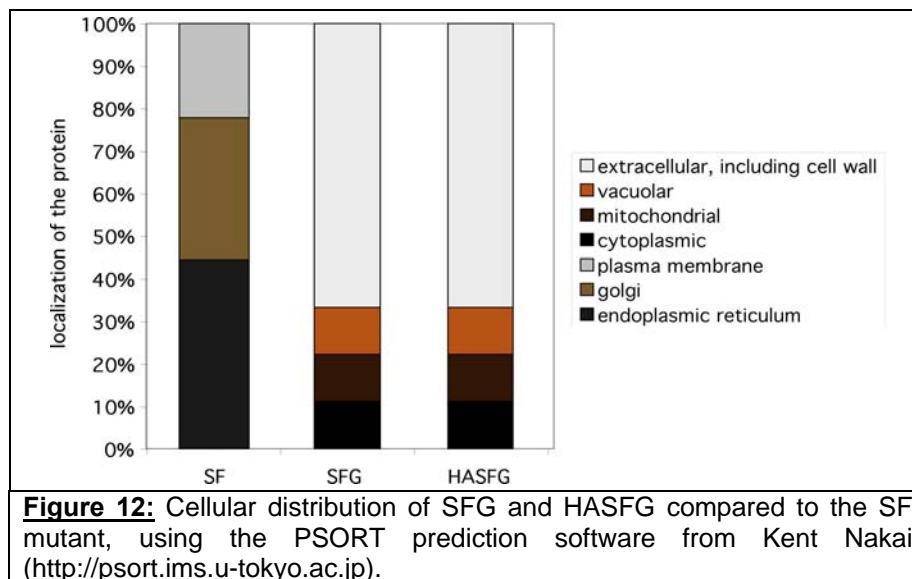 100%
90%
80%
70%
60%
50%
40%
30%
20%
10%
0%
localization of the protein
SF SFG HASFG
extracellular, including cell wall
vacuolar
mitochondrial
cytoplasmic
plasma membrane
golgi
endoplasmic reticulum
Figure 12: Cellular distribution of SFG and HASFG compared to the SF
mutant, using the PSORT prediction software from Kent Nakai
(http://psort.ims.u-tokyo.ac.jp).